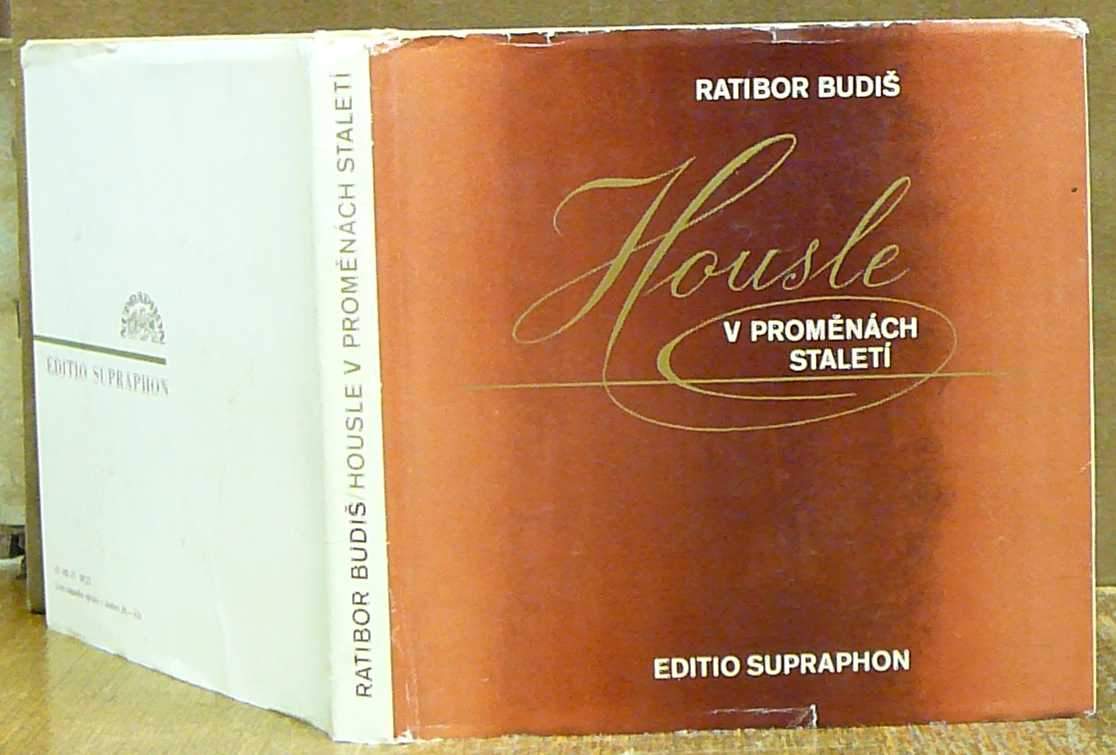 RATIBOR BUDIŠ
Housle
V PROMĚNÁCH
STALETÍ
EDITIO SUPRAPHON
RATIBOR BUDIŠ/HOUSLE V PROMĚNÁCH STALETÍ
EDITIO SUPRAPHON